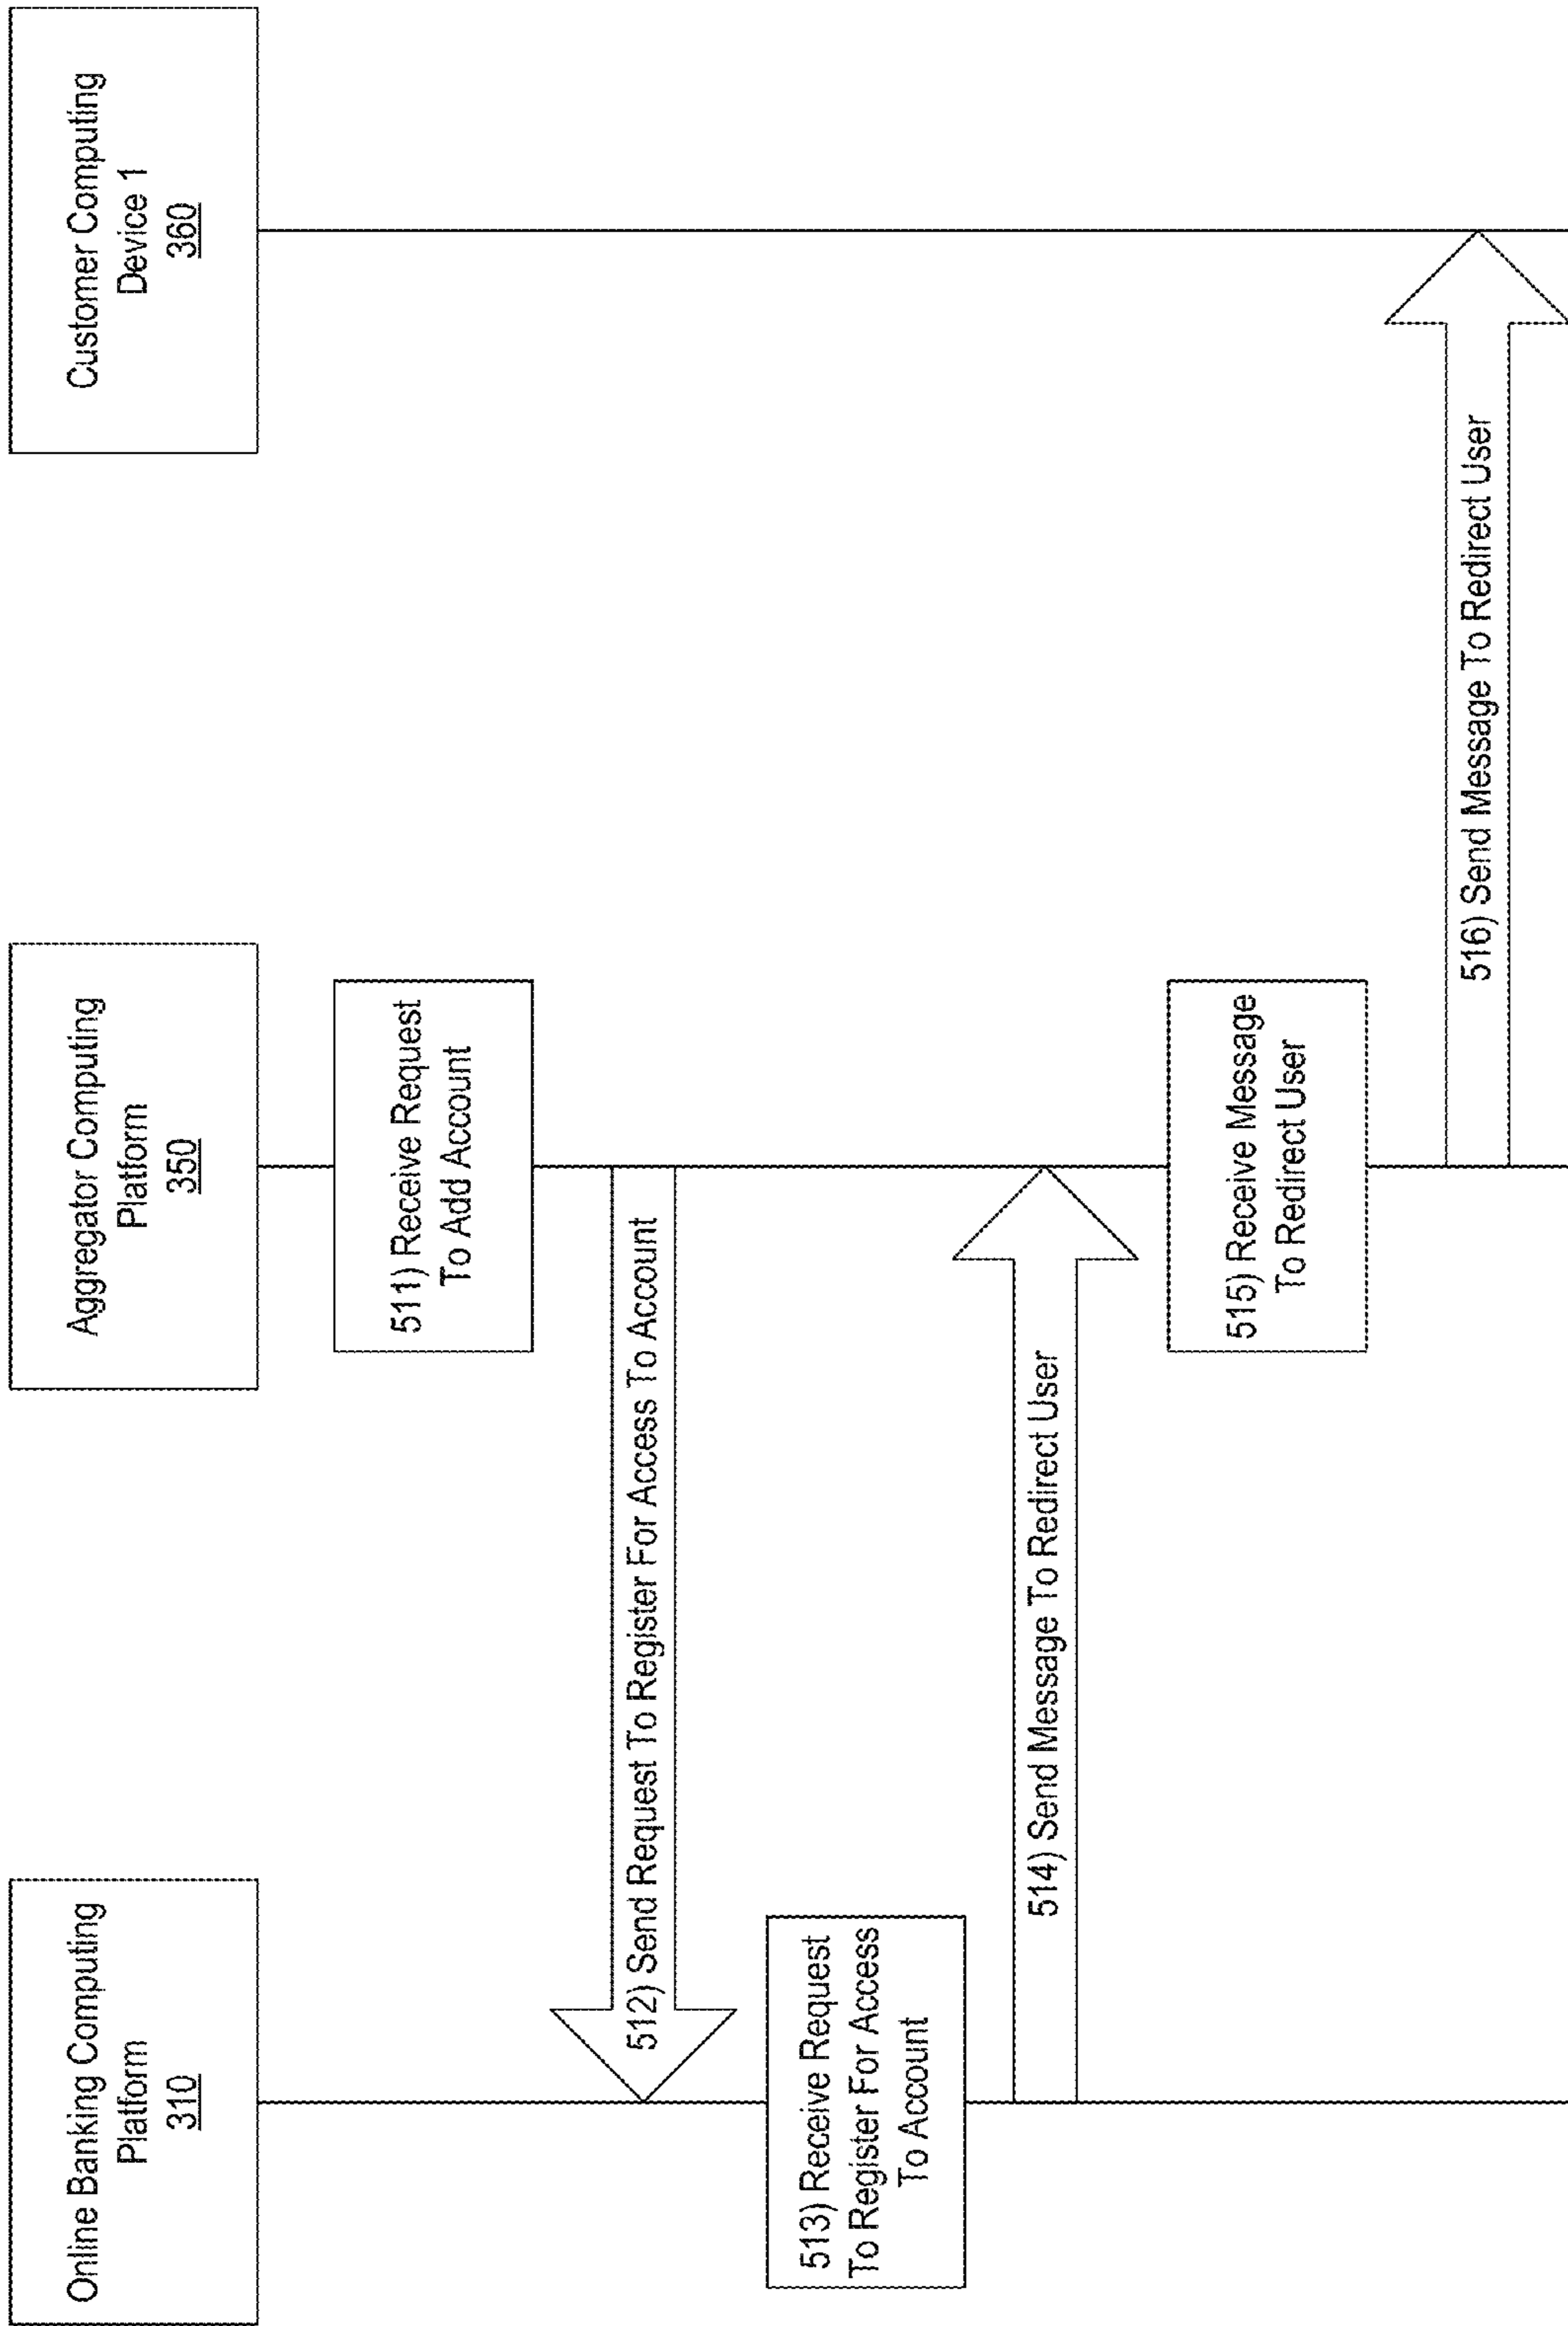 Online Banking Computing
Platform
310
Aggregator Computing
Platform
350
Customer Computing
Device 1
360
511) Receive Request
To Add Account
512) Send Request To Register For Access To Account
513) Receive Request
To Register For Access
To Account
514) Send Message To Redirect User
515) Receive Message
To Redirect User
516) Send Message To Redirect User